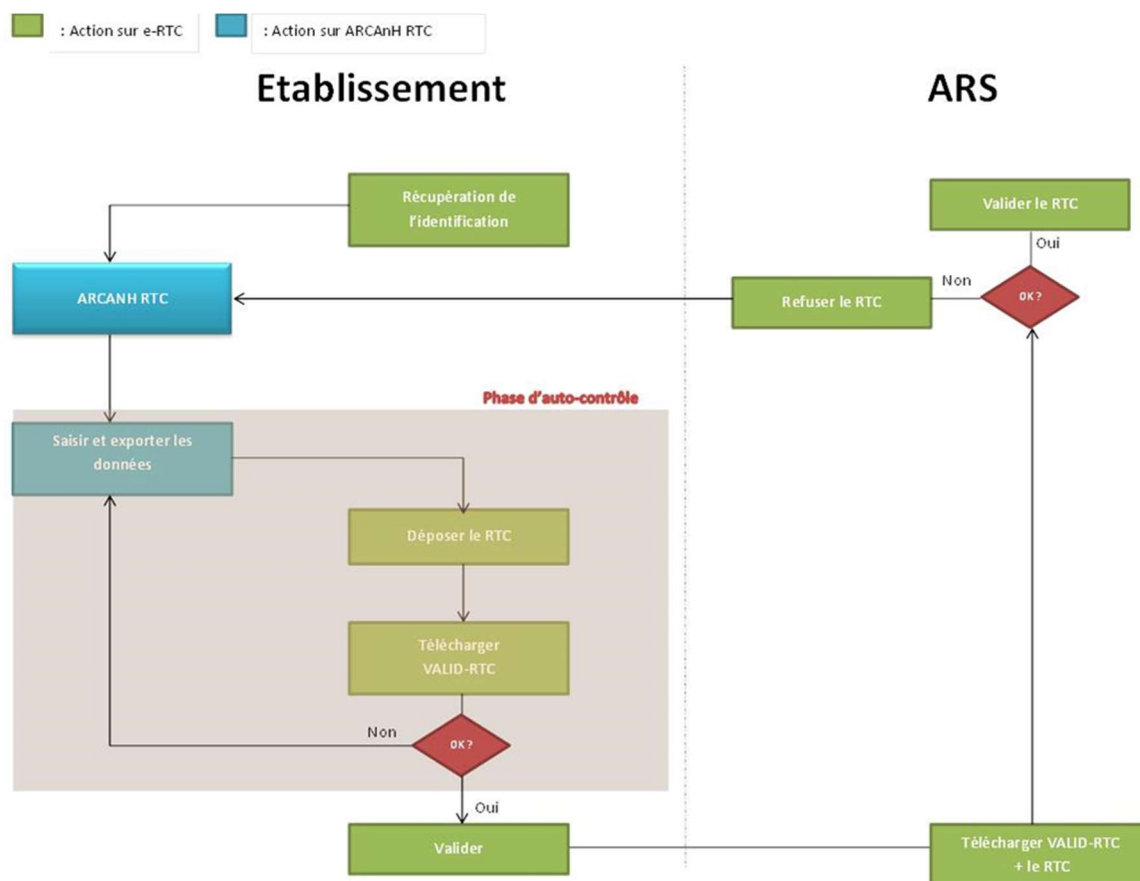 : Action sur e-RTC
: Action sur ARCAnH RTC
Etablissement
ARS
Récupération de
l'identification
Valider le RTC
Oui
ARCANH RTC
Refuser le RTC
Non
OK?
Phase d'auto-contrôle
Saisir et exporter les
données
Déposer le RTC
Télécharger
VALID-RTC
Non
OK?
Oui
Valider
Télécharger VALID-RTC
+ le RTC